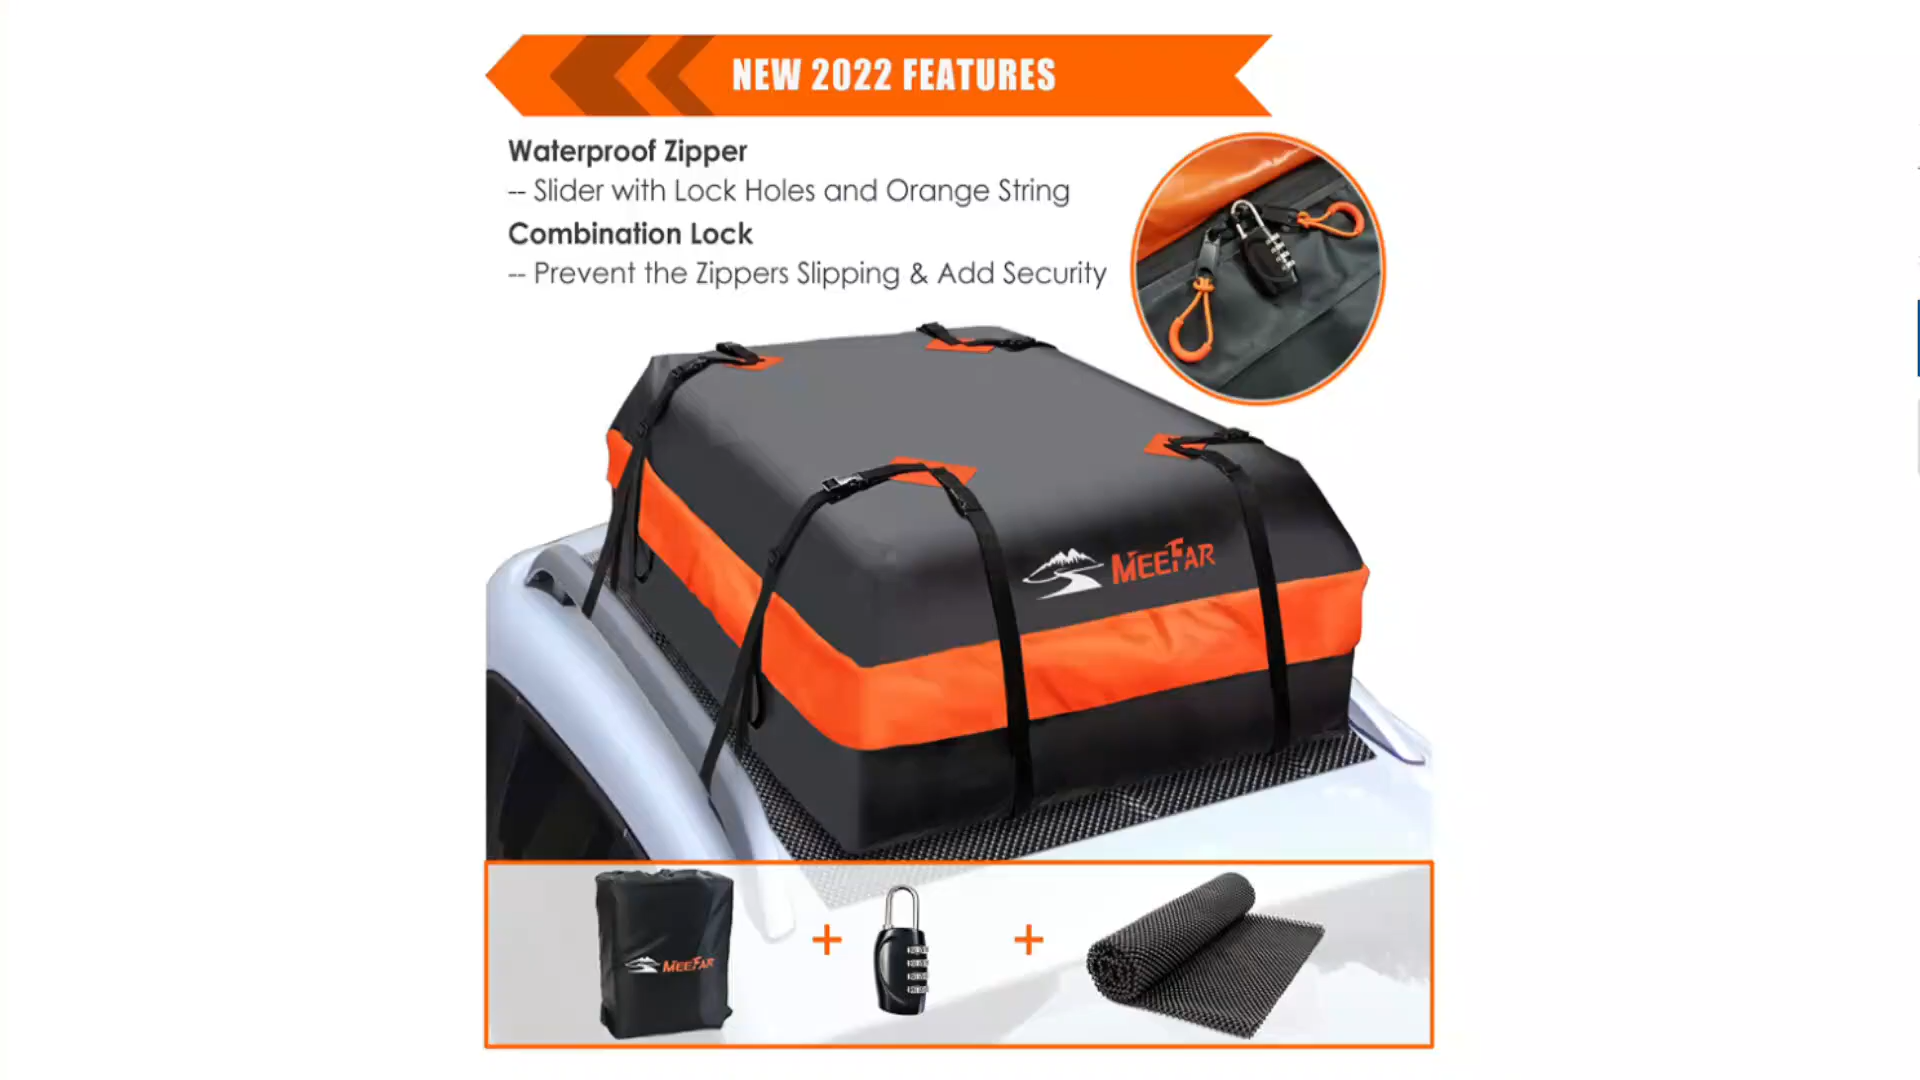 NEW 2022 FEATURES
Waterproof Zipper
-- Slider with Lock Holes and Orange String
Combination Lock
-- Prevent the Zippers Slipping & Add Security
MEEFAR
MEEFAR